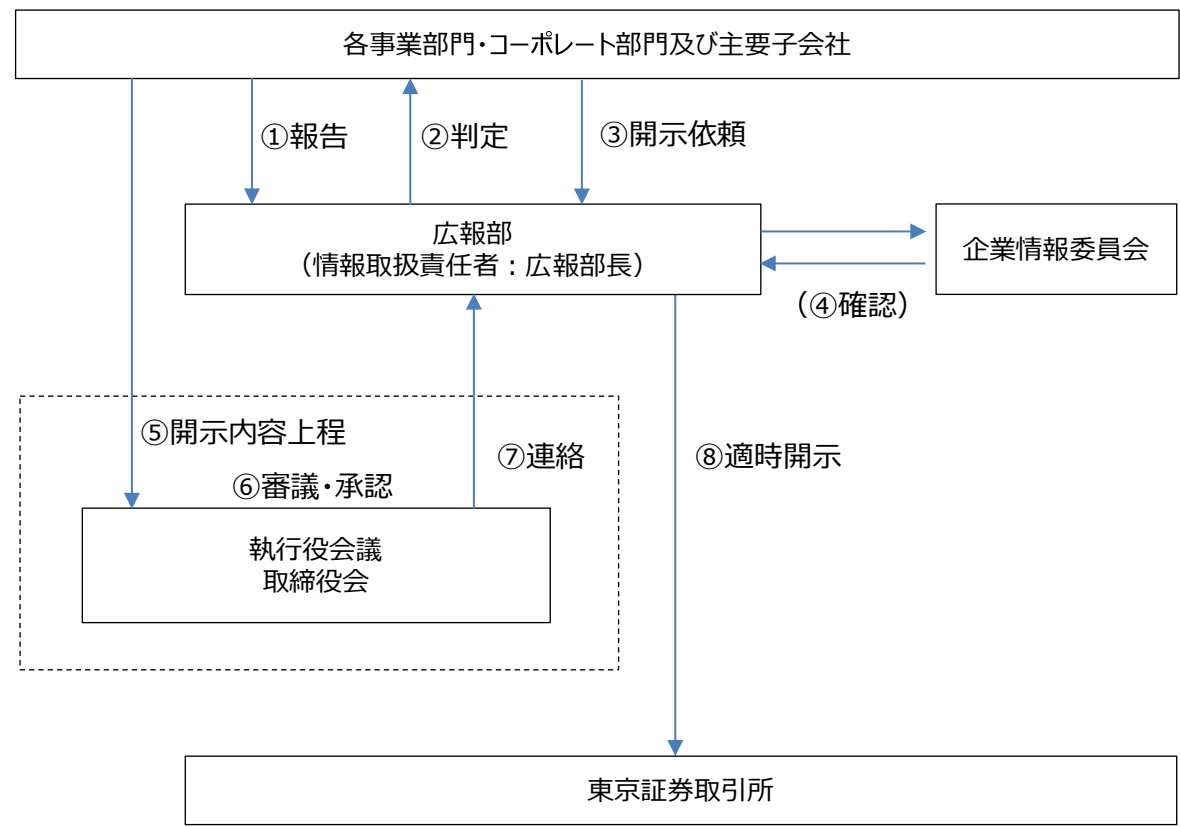 各事業部門・コーポレート部門及び主要子会社
①報告
②判定
③開示依頼
広報部
（情報取扱責任者：広報部長）
企業情報委員会
（④確認）
⑤開示内容上程
⑥審議・承認
⑦連絡
⑧適時開示
執行役会議
取締役会
東京証券取引所